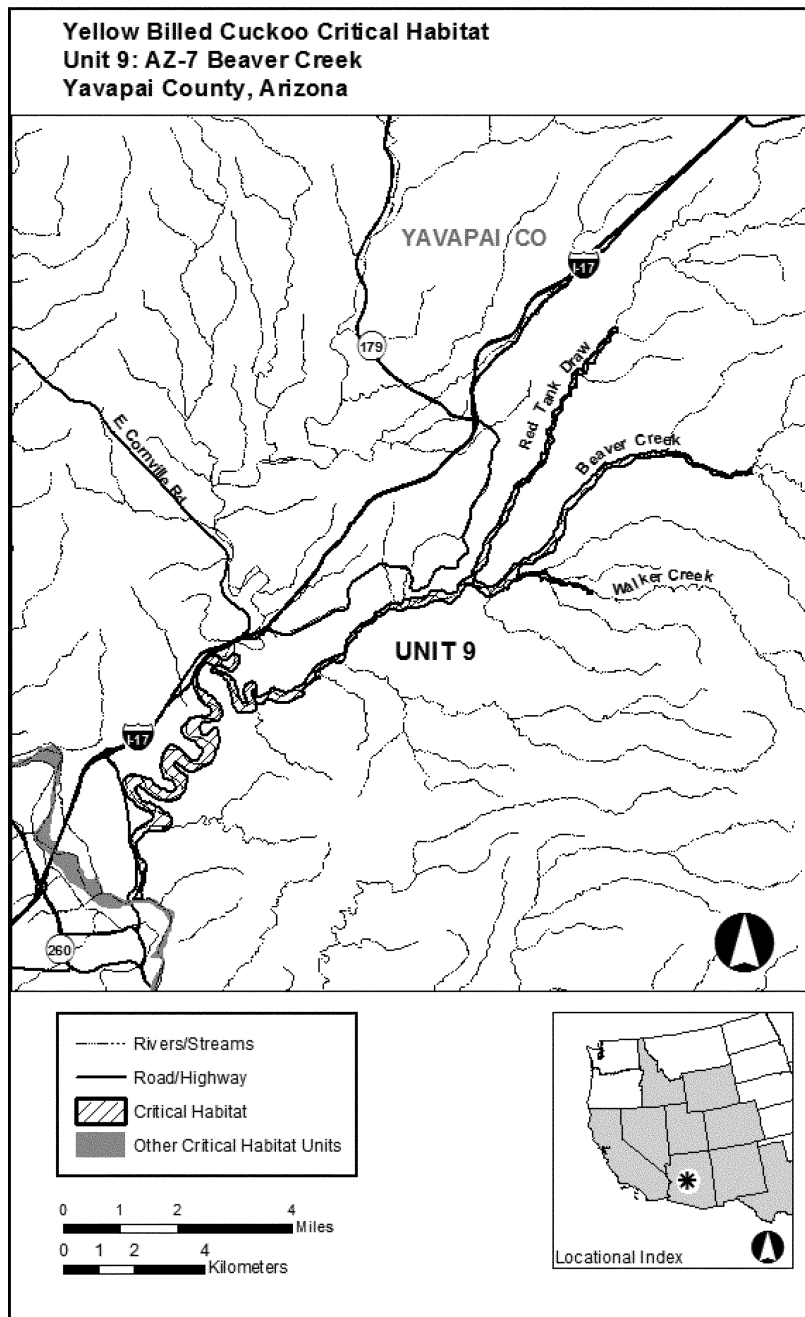 Yellow Billed Cuckoo Critical Habitat
Unit 9: AZ-7 Beaver Creek
Yavapai County, Arizona
YAVAPAI CO
I-17
179
Red Tank Draw
E Cornville Rd
Beaver Creek
Walker Creek
UNIT 9
I-17
260
Rivers/Streams
Road/Highway
Critical Habitat
Other Critical Habitat Units
0 1 2 4
Miles
0 1 2 4
Kilometers
Locational Index